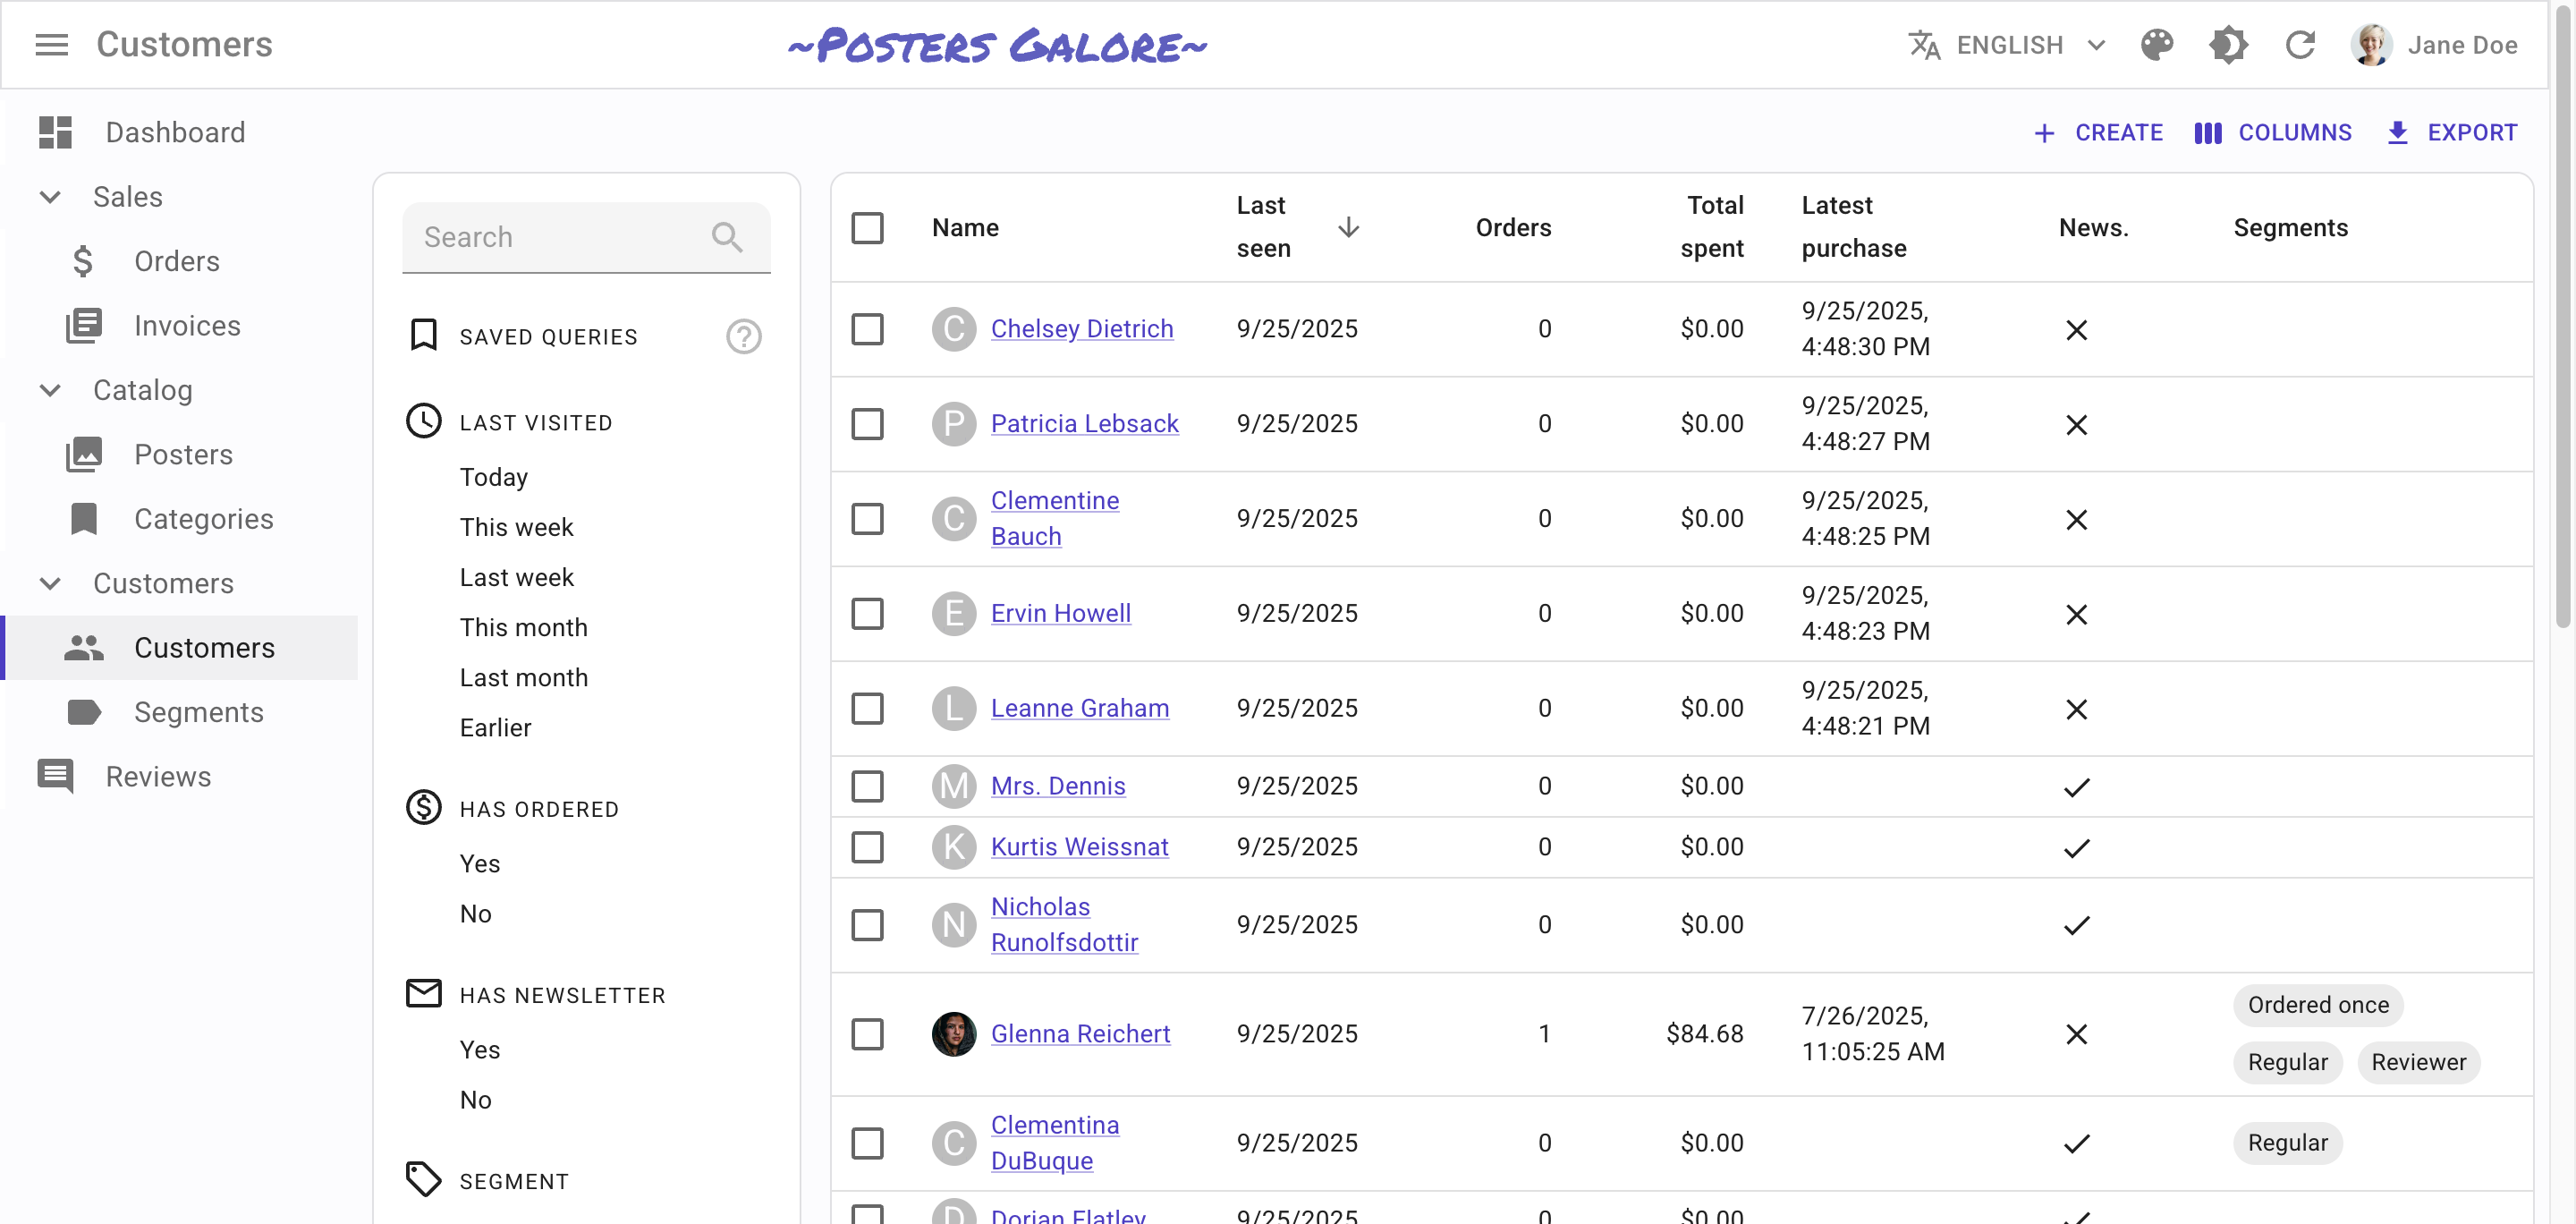 Customers
~Posters Galore~
ENGLISH
Jane Doe
Dashboard
Sales
Orders
Invoices
Catalog
Posters
Categories
Customers
Customers
Segments
Reviews
CREATE
COLUMNS
EXPORT
Search
SAVED QUERIES
?
LAST VISITED
Today
This week
Last week
This month
Last month
Earlier
HAS ORDERED
Yes
No
HAS NEWSLETTER
Yes
No
SEGMENT
Name
Last
seen
Orders
Total
spent
Latest
purchase
News.
Segments
C
Chelsey Dietrich
9/25/2025
0
$0.00
9/25/2025,
4:48:30 PM
P
Patricia Lebsack
9/25/2025
0
$0.00
9/25/2025,
4:48:27 PM
C
Clementine
Bauch
9/25/2025
0
$0.00
9/25/2025,
4:48:25 PM
E
Ervin Howell
9/25/2025
0
$0.00
9/25/2025,
4:48:23 PM
L
Leanne Graham
9/25/2025
0
$0.00
9/25/2025,
4:48:21 PM
M
Mrs. Dennis
9/25/2025
0
$0.00
K
Kurtis Weissnat
9/25/2025
0
$0.00
N
Nicholas
Runolfsdottir
9/25/2025
0
$0.00
Glenna Reichert
9/25/2025
1
$84.68
7/26/2025,
11:05:25 AM
Ordered once
Regular
Reviewer
C
Clementina
DuBuque
9/25/2025
0
$0.00
Regular
D
Dorian Flatley
9/25/2025
0
$0.00